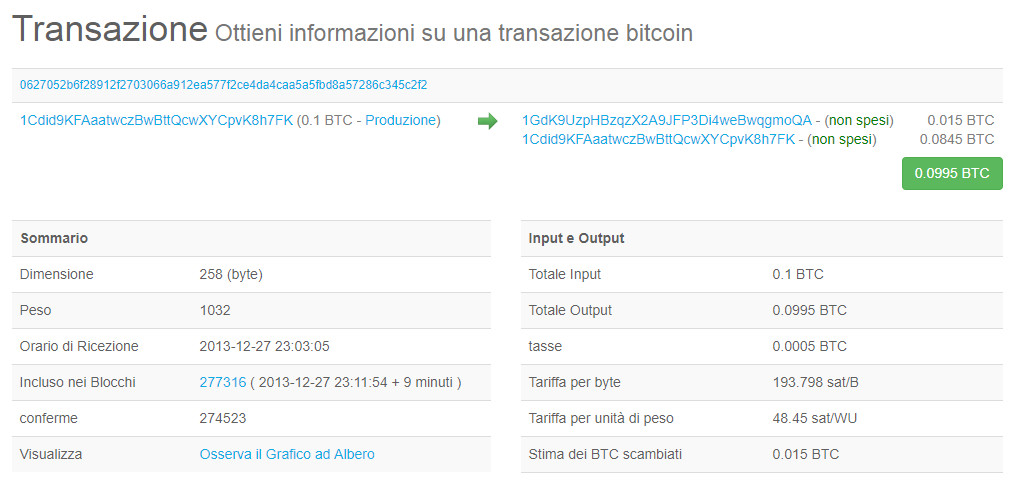 Transazione Ottieni informazioni su una transazione bitcoin
0627052b6f28912f2703066a912ea577f2ce4da4caa5a5fbd8a57286c345c2f2
1Cdid9KFAaatwczBwBttQcwXYCpvK8h7FK (0.1 BTC - Produzione)
1GdK9UzpHBzqzX2A9JFP3Di4weBwqgmoQA - (non spesi) 0.015 BTC
1Cdid9KFAaatwczBwBttQcwXYCpvK8h7FK - (non spesi) 0.0845 BTC
0.0995 BTC
Sommario
Dimensione 258 (byte)
Peso 1032
Orario di Ricezione 2013-12-27 23:03:05
Incluso nei Blocchi 277316 ( 2013-12-27 23:11:54 + 9 minuti )
conferme 274523
Visualizza Osserva il Grafico ad Albero
Input e Output
Totale Input 0.1 BTC
Totale Output 0.0995 BTC
tasse 0.0005 BTC
Tariffa per byte 193.798 sat/B
Tariffa per unità di peso 48.45 sat/WU
Stima dei BTC scambiati 0.015 BTC